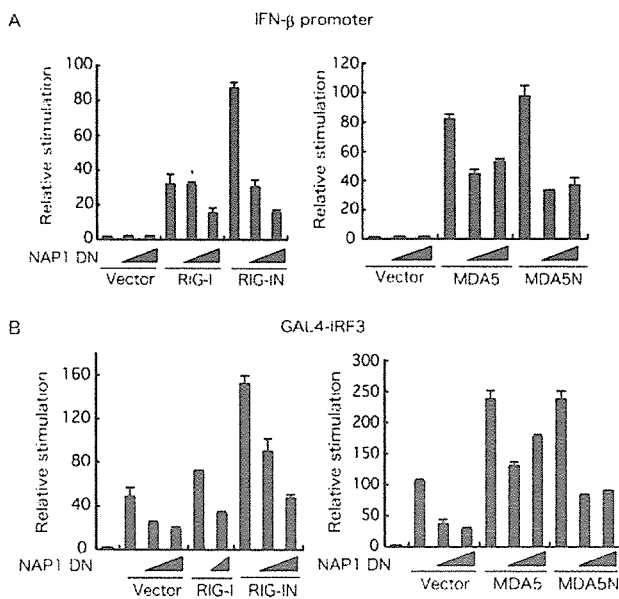 A
IFN-β promoter
Relative stimulation
100
80
60
40
20
0
NAP1 DN
Vector
RIG-I
RIG-IN
Relative stimulation
120
100
80
60
40
20
0
Vector
MDA5
MDA5N
B
GAL4-IRF3
Relative stimulation
160
120
80
40
0
NAP1 DN
Vector
RIG-I
RIG-IN
Relative stimulation
300
250
200
150
100
50
0
NAP1 DN
Vector
MDA5
MDA5N